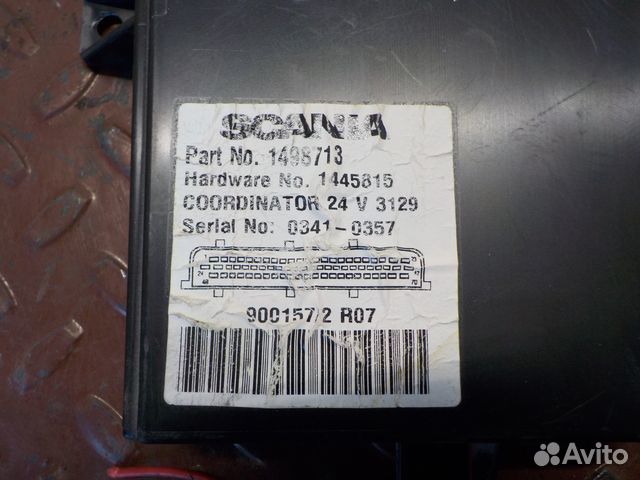 SCANIA
Part No. 1498713
Hardware No. 1445815
COORDINATOR 24 V 3129
Serial No: 0341-0357
900157/2 R07
Avito